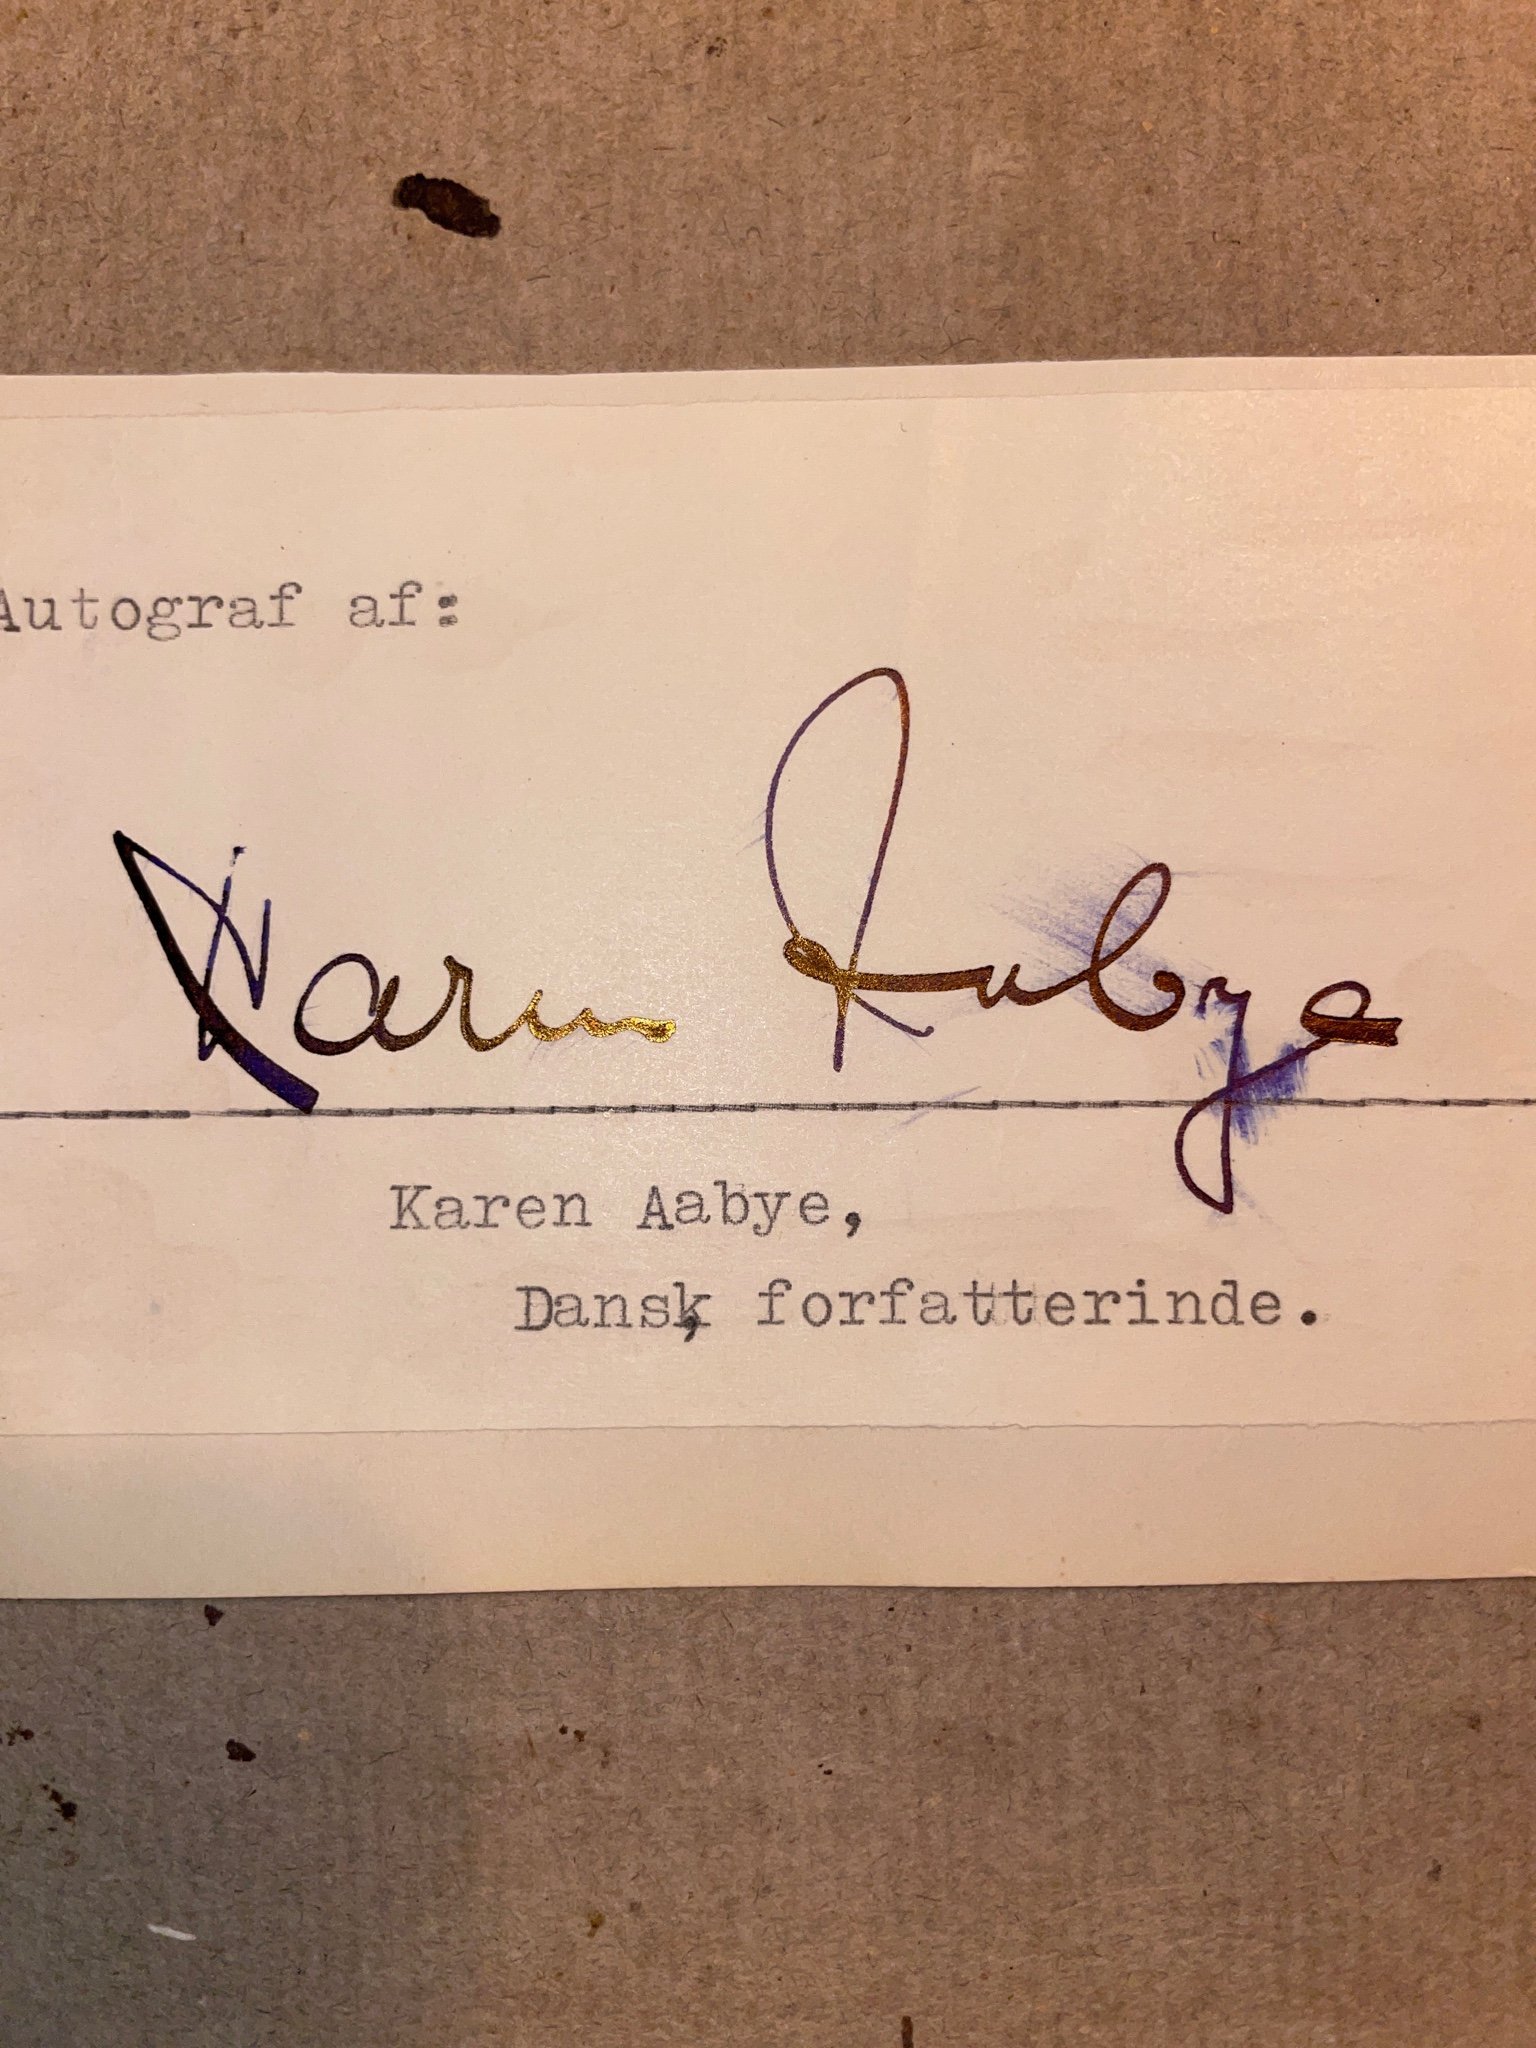 Autograf af:
Karen Aabye
Karen Aabye,
Dansk forfatterinde.